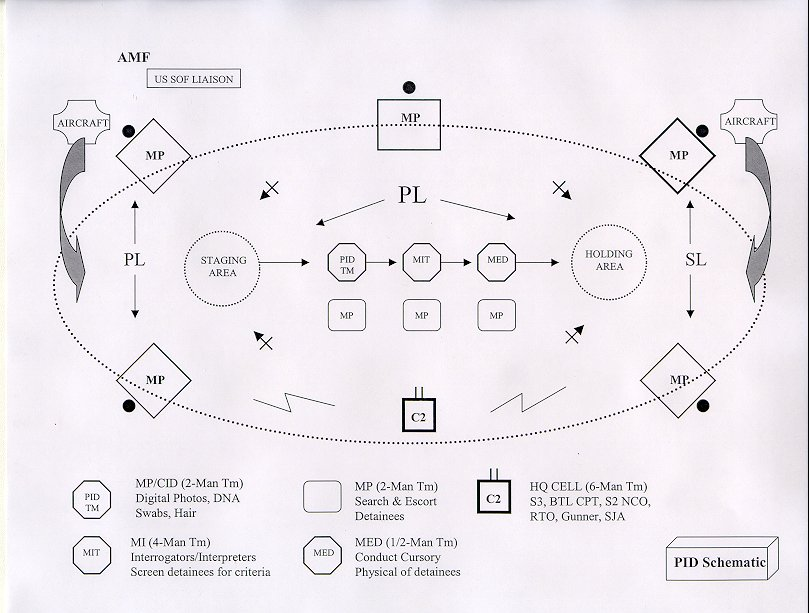 AMF
US SOF LIAISON
AIRCRAFT
AIRCRAFT
MP
MP
MP
PL
PL
SL
STAGING
AREA
PID
TM
MIT
MED
HOLDING
AREA
MP
MP
MP
MP
MP
C2
PID
TM
MP/CID (2-Man Tm)
Digital Photos, DNA
Swabs, Hair
MP (2-Man Tm)
Search & Escort
Detainees
C2
HQ CELL (6-Man Tm)
S3, BTL CPT, S2 NCO,
RTO, Gunner, SJA
MIT
MI (4-Man Tm)
Interrogators/Interpreters
Screen detainees for criteria
MED
MED (1/2-Man Tm)
Conduct Cursory
Physical of detainees
PID Schematic